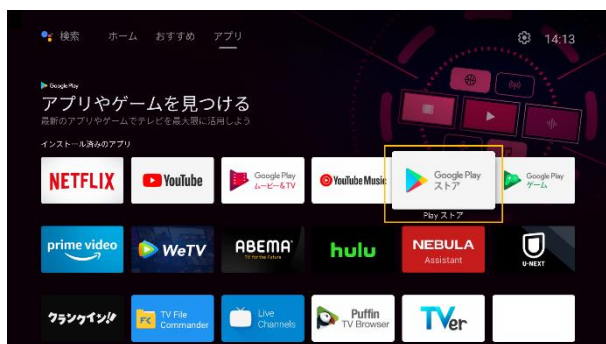 検索 ホーム おすすめ アプリ 14:13
Google Play
アプリやゲームを見つける
最新のアプリやゲームでテレビを最大限に活用しよう
インストール済みのアプリ
NETFLIX
YouTube
Google Play
ムービー& TV
YouTube Music
Google Play
ストア
Google Play
ゲーム
Play ストア
prime video
WeTV
ABEMA
TV for the Future
hulu
NEBULA
Assistant
U-NEXT
クランクイン!!
FC
TV File
Commander
Live
Channels
Puffin
TV Browser
TVer